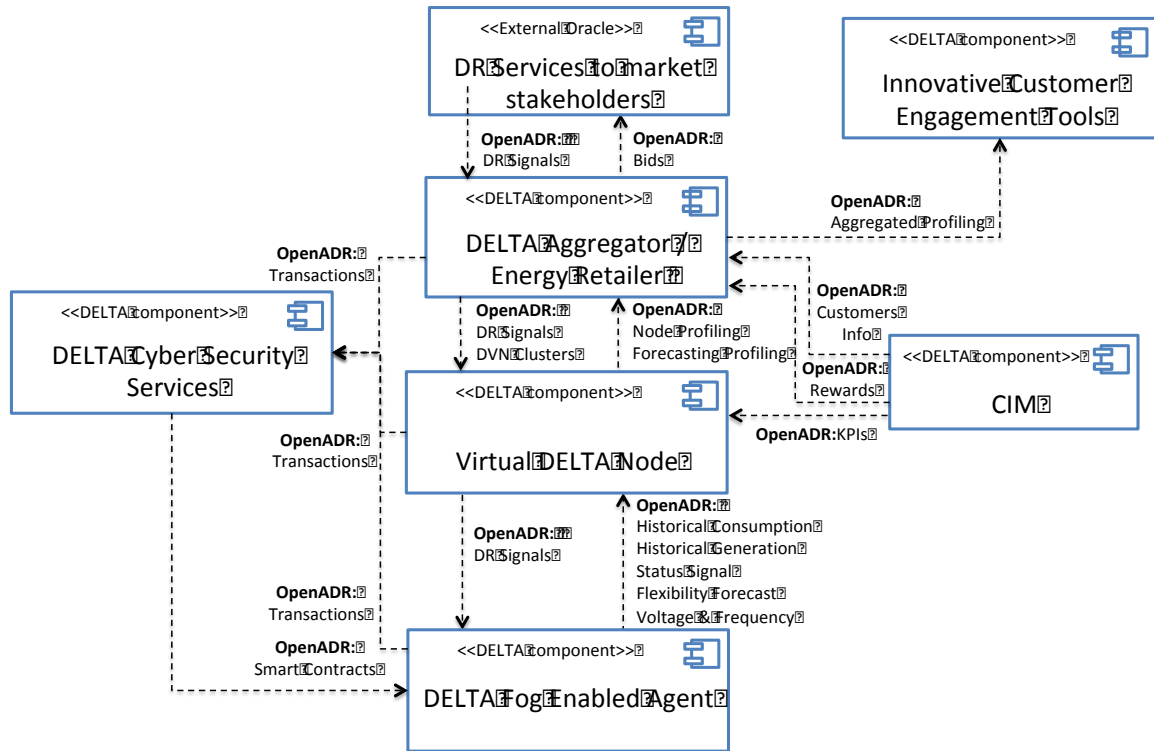 <<External Oracle>>
DR Services to market
stakeholders
<<DELTA component>>
Innovative Customer
Engagement Tools
OpenADR:
DR Signals
OpenADR:
Bids
<<DELTA component>>
DELTA Aggregator /
Energy Retailer
OpenADR:
Aggregated Profiling
OpenADR:
Transactions
OpenADR:
DR Signals
DVN Clusters
OpenADR:
Node Profiling
Forecasting Profiling
OpenADR:
Customers
Info
<<DELTA component>>
DELTA Cyber Security
Services
<<DELTA component>>
CIM
OpenADR:
Rewards
OpenADR:KPIs
<<DELTA component>>
Virtual DELTA Node
OpenADR:
Transactions
OpenADR:
DR Signals
OpenADR:
Historical Consumption
Historical Generation
Status Signal
Flexibility Forecast
Voltage & Frequency
OpenADR:
Transactions
OpenADR:
Smart Contracts
<<DELTA component>>
DELTA Fog Enabled Agent